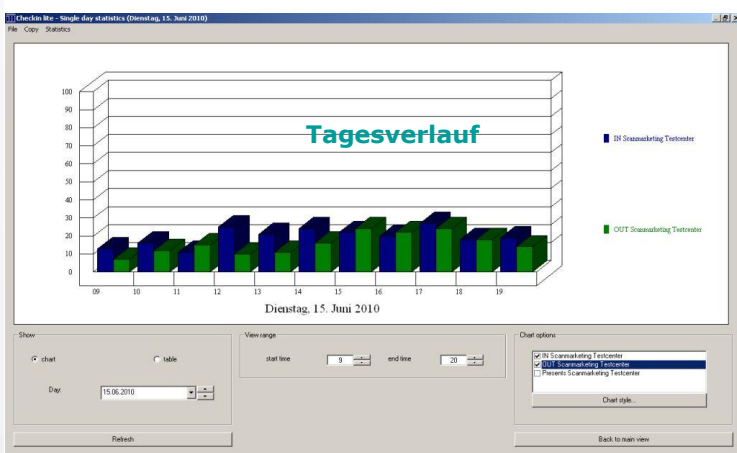 Checkin lite - Single day statistics (Dienstag, 15. Juni 2010)
File Copy Statistics
Tagesverlauf
100
90
80
70
60
50
40
30
20
10
0
09 10 11 12 13 14 15 16 17 18 19
Dienstag, 15. Juni 2010
IN Scanmarketing Testcenter
OUT Scanmarketing Testcenter
Show
chart
table
Day:
15.06.2010
Refresh
View range
start time 9 end time 20
Chart options
IN Scanmarketing Testcenter
OUT Scanmarketing Testcenter
Presents Scanmarketing Testcenter
Chart style...
Back to main view